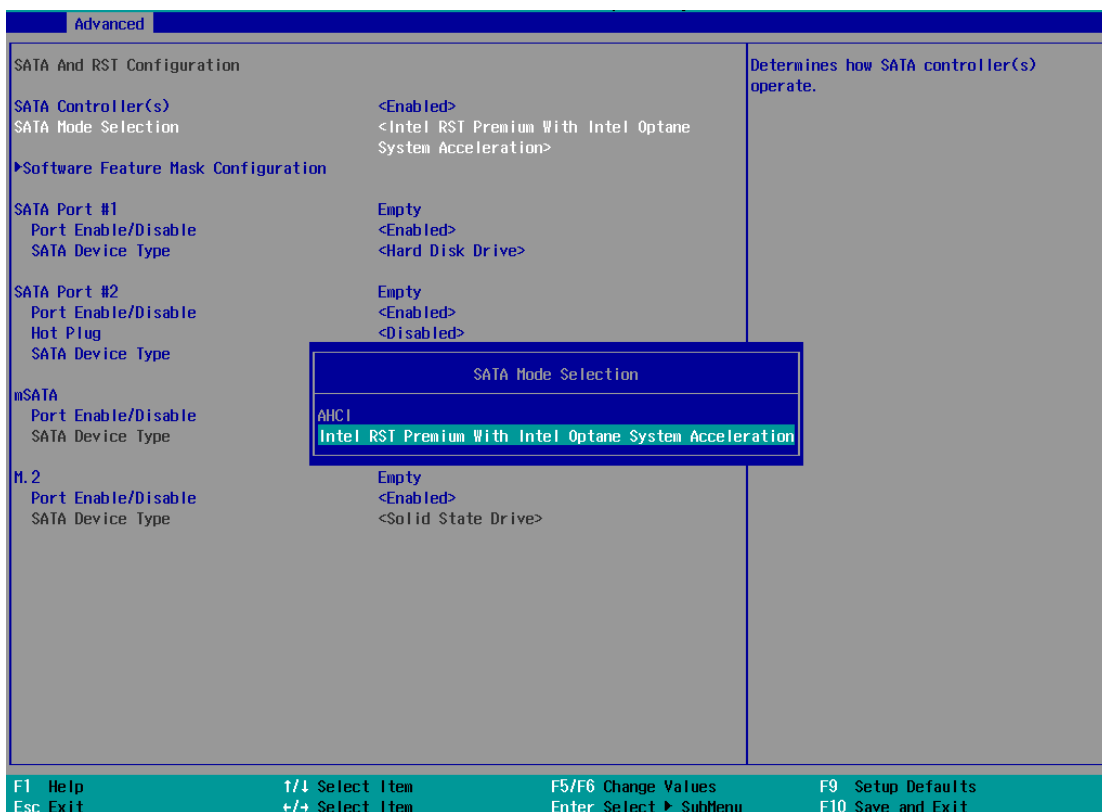 Advanced
SATA And RST Configuration
Determines how SATA controller(s)
operate.
SATA Controller(s) <Enabled>
SATA Mode Selection <Intel RST Premium With Intel Optane
System Acceleration>
▶Software Feature Mask Configuration
SATA Port #1 Empty
Port Enable/Disable <Enabled>
SATA Device Type <Hard Disk Drive>
SATA Port #2 Empty
Port Enable/Disable <Enabled>
Hot Plug <Disabled>
SATA Device Type
mSATA
Port Enable/Disable
SATA Device Type
SATA Mode Selection
AHCI
Intel RST Premium With Intel Optane System Acceleration
M.2 Empty
Port Enable/Disable <Enabled>
SATA Device Type <Solid State Drive>
F1 Help ↑/↓ Select Item F5/F6 Change Values F9 Setup Defaults
Esc Exit ←/→ Select Item Enter Select ▶ SubMenu F10 Save and Exit